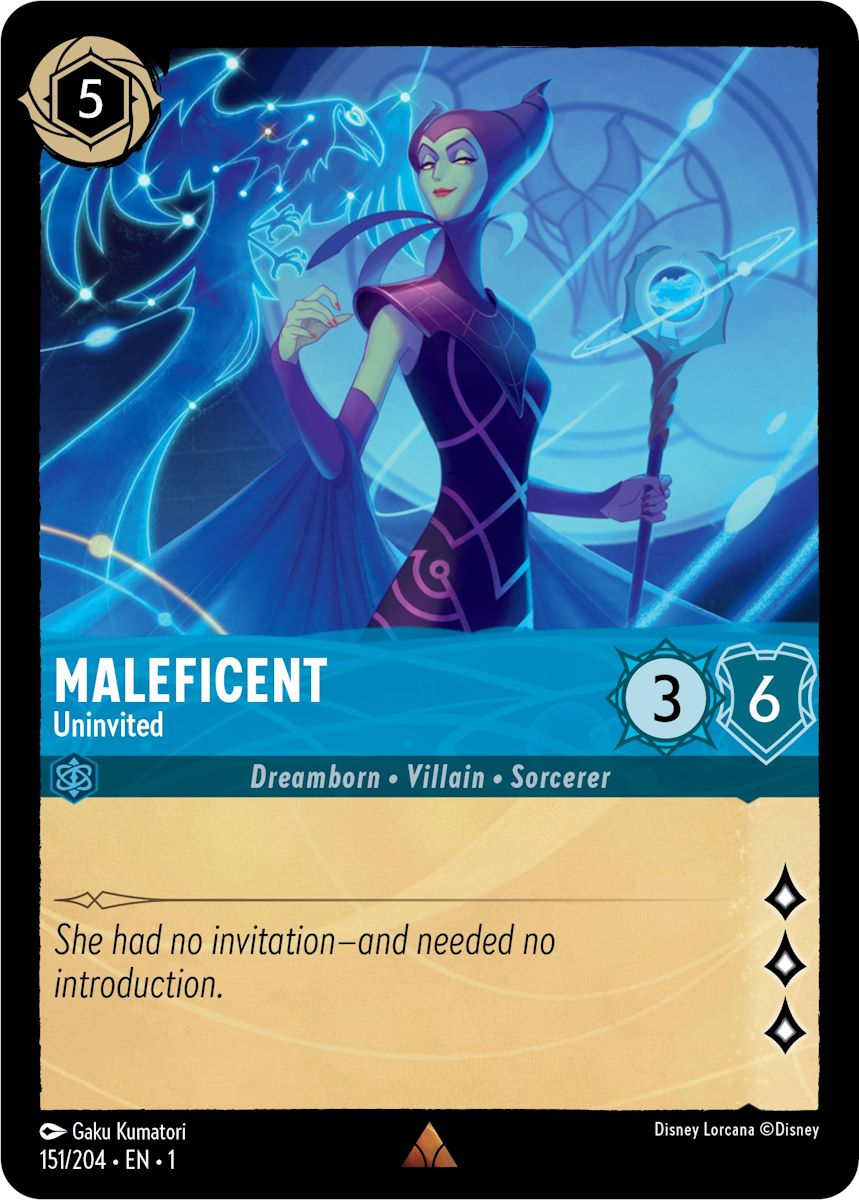 5
MALEFICENT
Uninvited
3
6
Dreamborn • Villain • Sorcerer
She had no invitation–and needed no
introduction.
Gaku Kumatori
151/204 • EN • 1
Disney Lorcana ©Disney